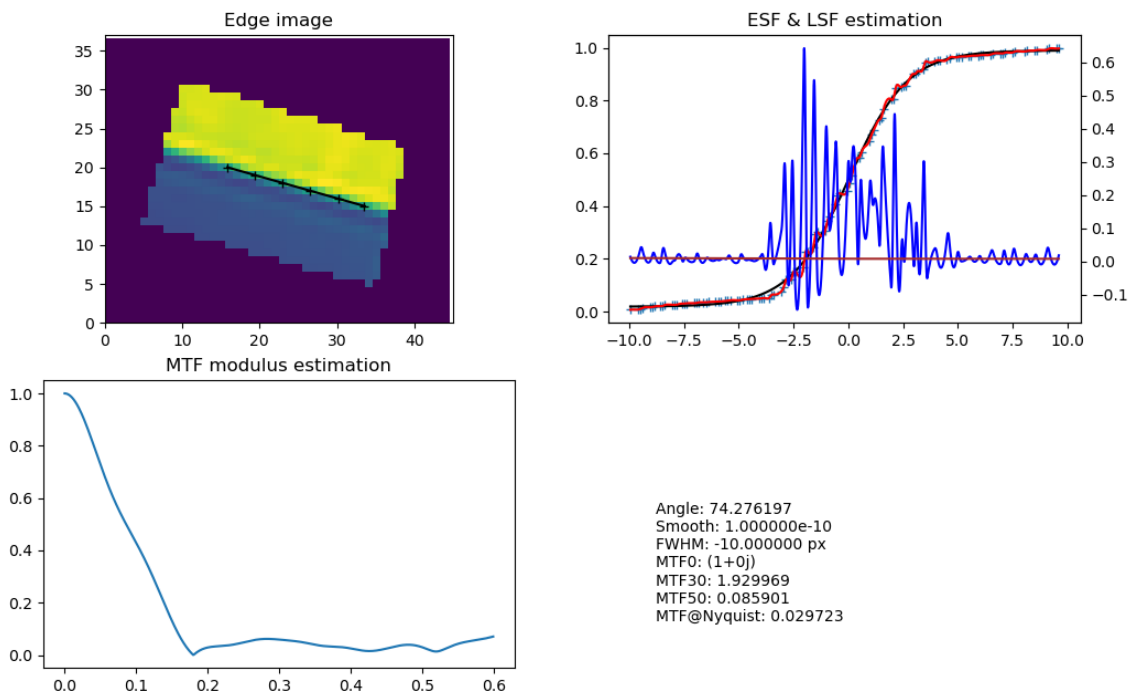 Edge image
35
30
25
20
15
10
5
0
0 10 20 30 40
ESF & LSF estimation
1.0
0.8
0.6
0.4
0.2
0.0
0.6
0.5
0.4
0.3
0.2
0.1
0.0
−0.1
−10.0 −7.5 −5.0 −2.5 0.0 2.5 5.0 7.5 10.0
MTF modulus estimation
1.0
0.8
0.6
0.4
0.2
0.0
0.0 0.1 0.2 0.3 0.4 0.5 0.6
Angle: 74.276197
Smooth: 1.000000e-10
FWHM: -10.000000 px
MTF0: (1+0j)
MTF30: 1.929969
MTF50: 0.085901
MTF@Nyquist: 0.029723